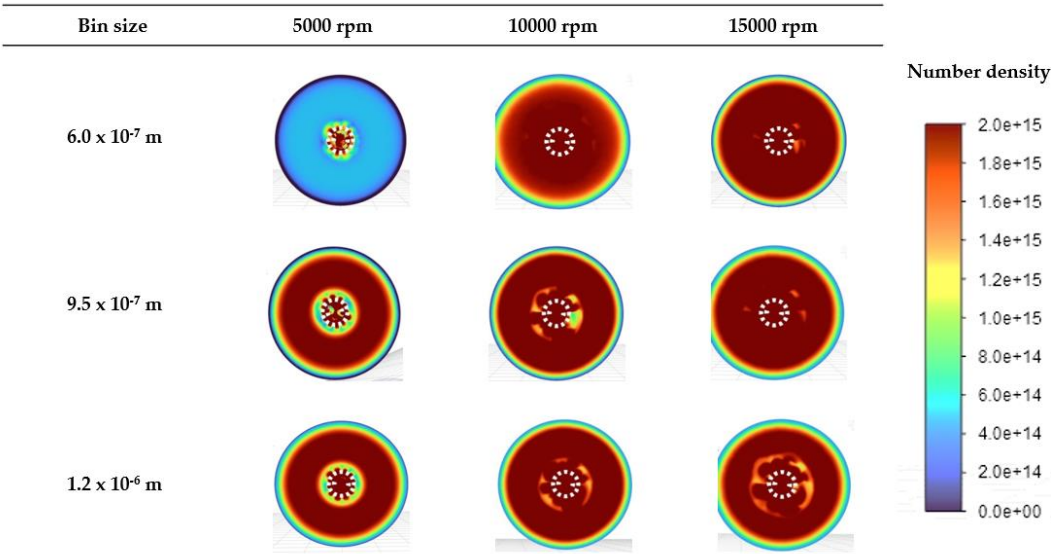 Bin size 5000 rpm 10000 rpm 15000 rpm
Number density
6.0 x 10-7 m
9.5 x 10-7 m
1.2 x 10-6 m
2.0e+15
1.8e+15
1.6e+15
1.4e+15
1.2e+15
1.0e+15
8.0e+14
6.0e+14
4.0e+14
2.0e+14
0.0e+00